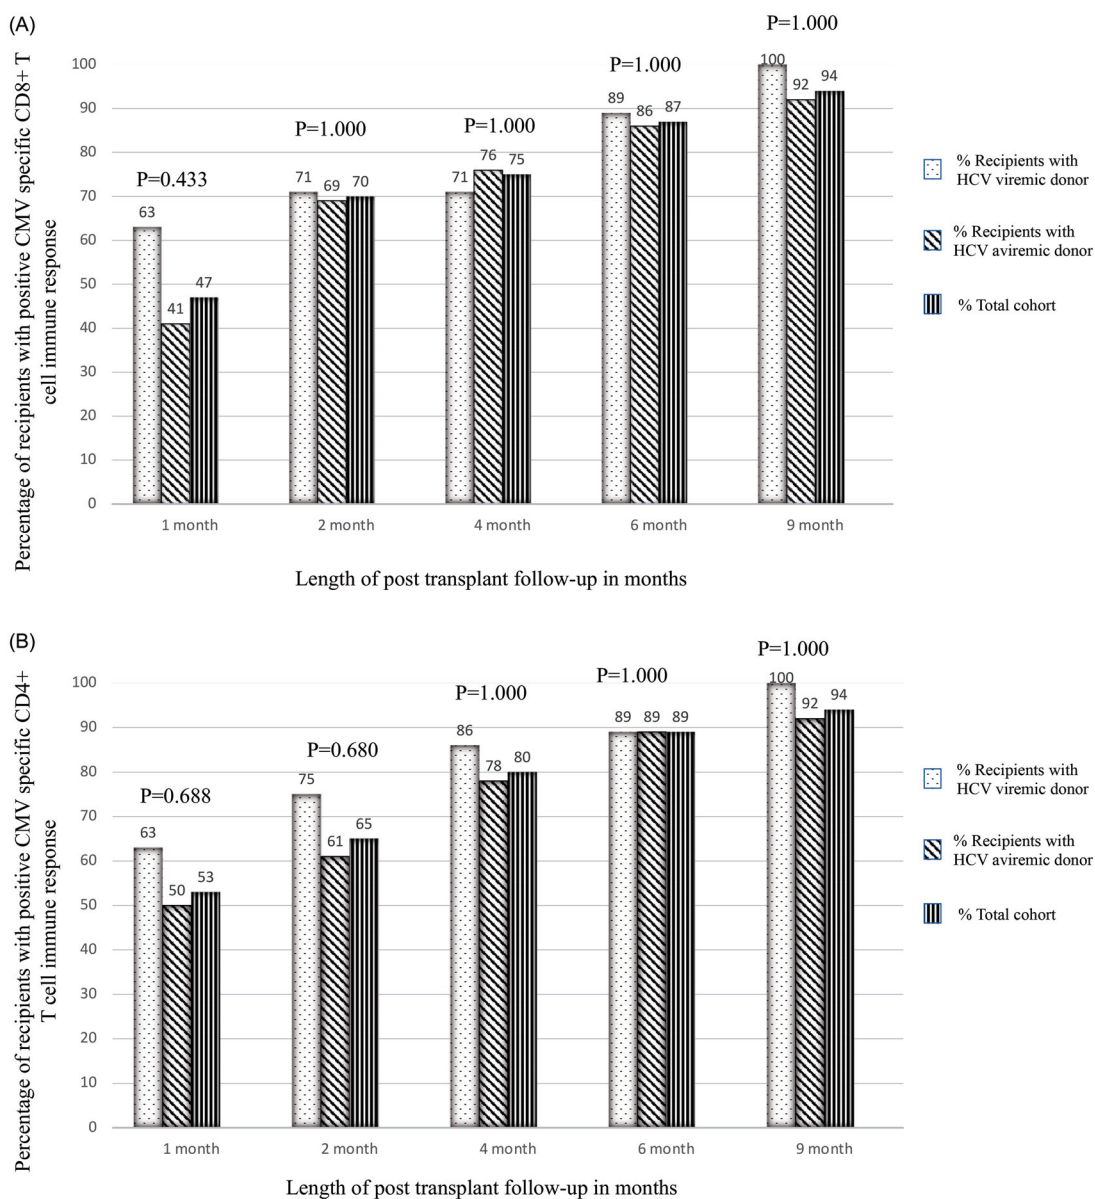 (A)
Percentage of recipients with positive CMV specific CD8+ T
cell immune response
P=1.000
P=1.000
P=1.000
P=1.000
P=0.433
100
90
80
70
60
50
40
30
20
10
0
63
41
47
71
69
70
71
76
75
89
86
87
100
92
94
1 month
2 month
4 month
6 month
9 month
Length of post transplant follow-up in months
% Recipients with
HCV viremic donor
% Recipients with
HCV aviremic donor
% Total cohort
(B)
Percentage of recipients with positive CMV specific CD4+
T cell immune response
P=1.000
P=1.000
P=1.000
P=0.680
P=0.688
100
90
80
70
60
50
40
30
20
10
0
63
50
53
75
61
65
86
78
80
89
89
89
100
92
94
1 month
2 month
4 month
6 month
9 month
Length of post transplant follow-up in months
% Recipients with
HCV viremic donor
% Recipients with
HCV aviremic donor
% Total cohort